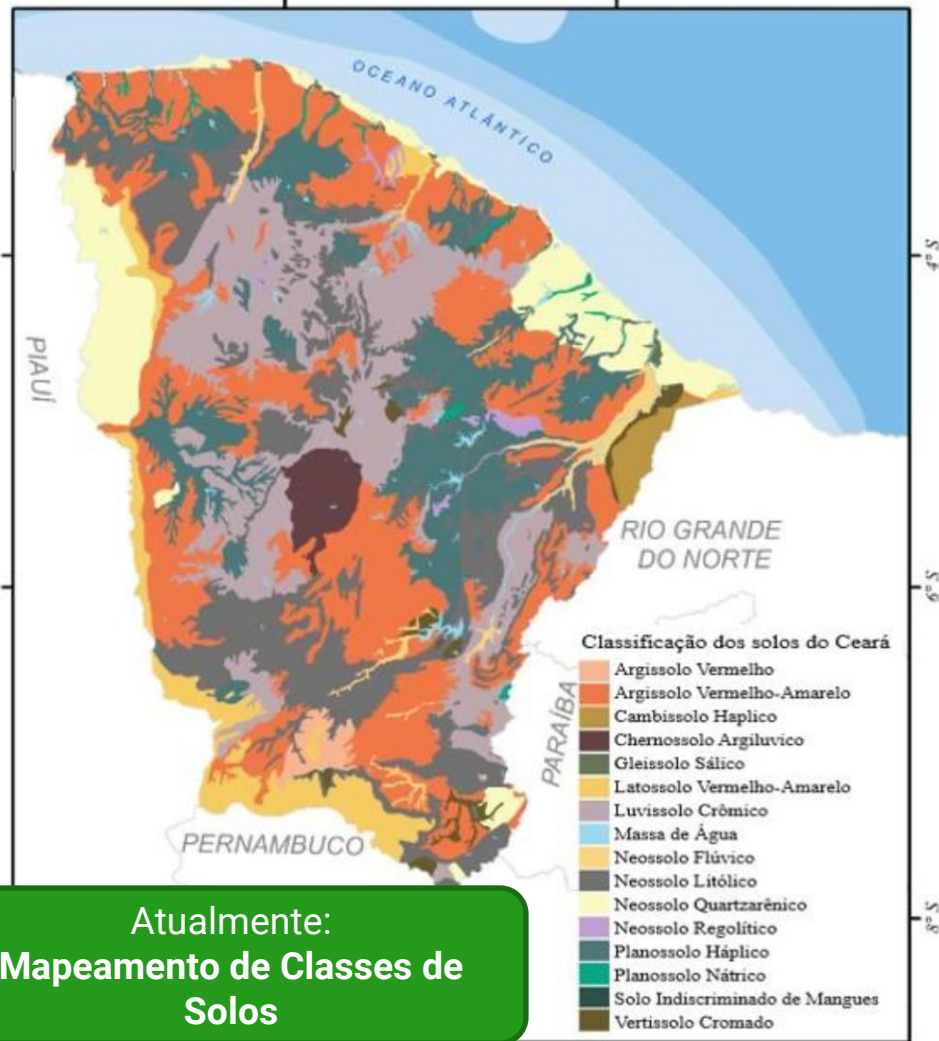 OCEANO ATLÂNTICO
4°S
PIAUÍ
RIO GRANDE
DO NORTE
6°S
Classificação dos solos do Ceará
Argissolo Vermelho
Argissolo Vermelho-Amarelo
Cambissolo Haplico
Chernossolo Argiluvico
Gleissolo Sálico
Latossolo Vermelho-Amarelo
Luvissolo Crômico
Massa de Água
Neossolo Flúvico
Neossolo Litólico
Neossolo Quartzarênico
Neossolo Regolítico
Planossolo Háplico
Planossolo Nátrico
Solo Indiscriminado de Mangues
Vertissolo Cromado
PARAÍBA
PERNAMBUCO
8°S
Atualmente:
Mapeamento de Classes de
Solos